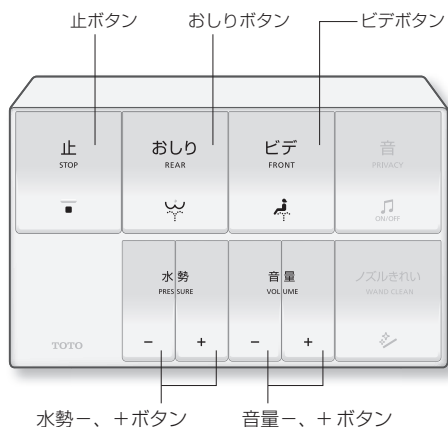 止ボタン おしりボタン ビデボタン
止 おしり ビデ 音
STOP REAR FRONT PRIVACY
ON/OFF
水勢 音量 ノズルきれい
PRESSURE VOLUME WAND CLEAN
TOTO － ＋ － ＋
水勢－、＋ボタン 音量－、＋ボタン